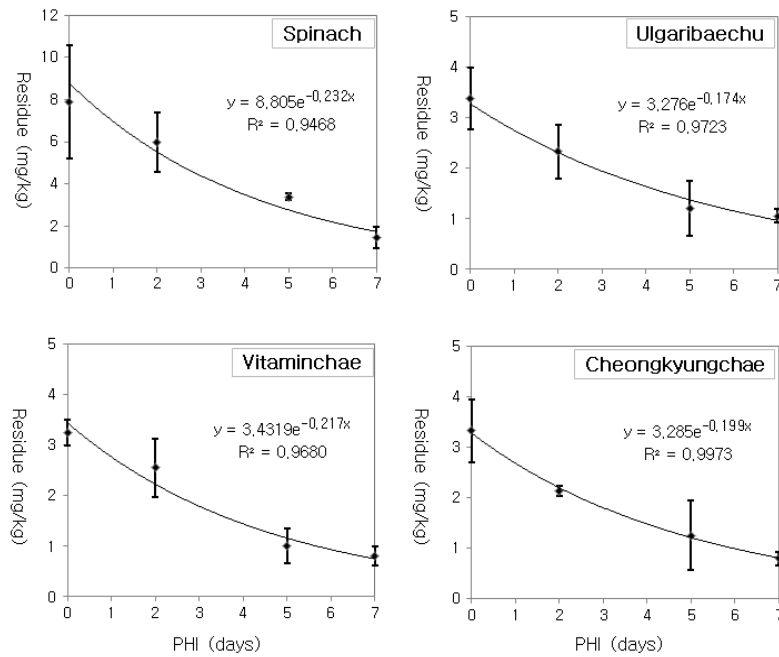 Spinach
Residue (mg/kg)
12
10
8
6
4
2
0
y = 8,805e^-0,232x
R² = 0,9468
0 1 2 3 4 5 6 7
Ulgaribaechu
Residue (mg/kg)
5
4
3
2
1
0
y = 3,276e^-0,174x
R² = 0,9723
0 1 2 3 4 5 6 7
Vitaminchae
Residue (mg/kg)
5
4
3
2
1
0
y = 3,4319e^-0,217x
R² = 0,9680
0 1 2 3 4 5 6 7
PHI (days)
Cheongkyungchae
Residue (mg/kg)
5
4
3
2
1
0
y = 3,285e^-0,199x
R² = 0,9973
0 1 2 3 4 5 6 7
PHI (days)